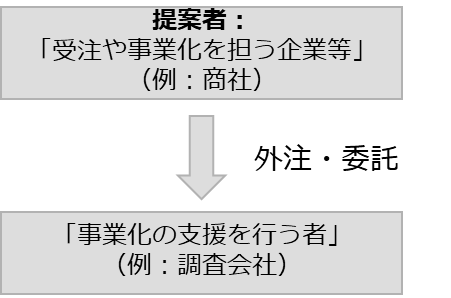 提案者：
「受注や事業化を担う企業等」
（例：商社）
外注・委託
「事業化の支援を行う者」
（例：調査会社）